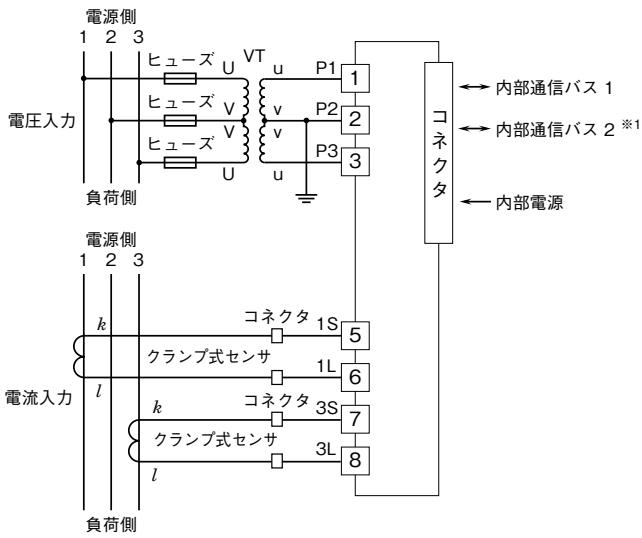 電源側
1 2 3
ヒューズ U VT u P1 1
ヒューズ V v P2 2
電圧入力
V v
ヒューズ P3 3
U u
負荷側
コネクタ
内部通信バス 1
内部通信バス 2 ※1
内部電源
電源側
1 2 3
k コネクタ 1S 5
クランプ式センサ
l 1L 6
電流入力
k コネクタ 3S 7
クランプ式センサ
l 3L 8
負荷側